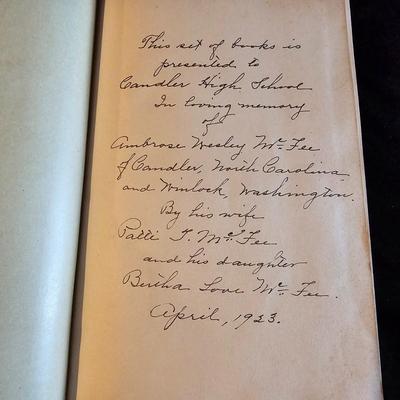 This set of books is
presented to
Candler High School
In loving memory
of
Ambrose Wesley McFee
of Candler, North Carolina
and Winlock, Washington.
By his wife
Patti T. McFee
and his daughter
Bertha Love McFee.
April, 1923.